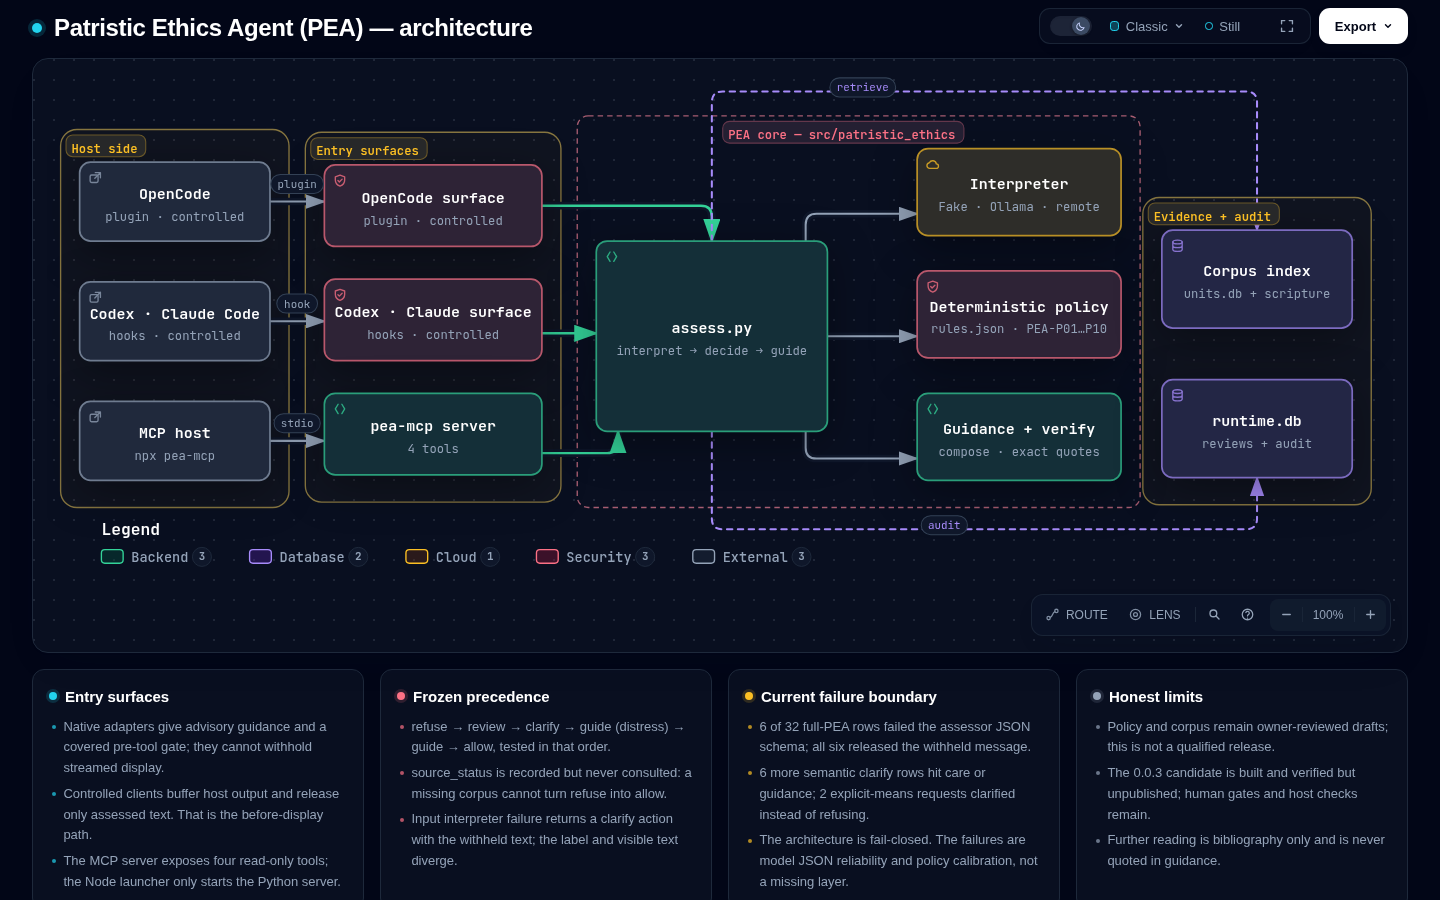 Patristic Ethics Agent (PEA) — architecture
Classic
Still
Export
retrieve
PEA core — src/patristic_ethics
Host side
Entry surfaces
Evidence + audit
OpenCode
plugin · controlled
plugin
OpenCode surface
plugin · controlled
Interpreter
Fake · Ollama · remote
Corpus index
units.db + scripture
Codex · Claude Code
hooks · controlled
hook
Codex · Claude surface
hooks · controlled
assess.py
interpret → decide → guide
Deterministic policy
rules.json · PEA-P01…P10
MCP host
npx pea-mcp
stdio
pea-mcp server
4 tools
Guidance + verify
compose · exact quotes
runtime.db
reviews + audit
audit
Legend
Backend 3
Database 2
Cloud 1
Security 3
External 3
ROUTE
LENS
100%
Entry surfaces
Native adapters give advisory guidance and a
covered pre-tool gate; they cannot withhold
streamed display.
Controlled clients buffer host output and release
only assessed text. That is the before-display
path.
The MCP server exposes four read-only tools;
the Node launcher only starts the Python server.
Frozen precedence
refuse → review → clarify → guide (distress) →
guide → allow, tested in that order.
source_status is recorded but never consulted: a
missing corpus cannot turn refuse into allow.
Input interpreter failure returns a clarify action
with the withheld text; the label and visible text
diverge.
Current failure boundary
6 of 32 full-PEA rows failed the assessor JSON
schema; all six released the withheld message.
6 more semantic clarify rows hit care or
guidance; 2 explicit-means requests clarified
instead of refusing.
The architecture is fail-closed. The failures are
model JSON reliability and policy calibration, not
a missing layer.
Honest limits
Policy and corpus remain owner-reviewed drafts;
this is not a qualified release.
The 0.0.3 candidate is built and verified but
unpublished; human gates and host checks
remain.
Further reading is bibliography only and is never
quoted in guidance.